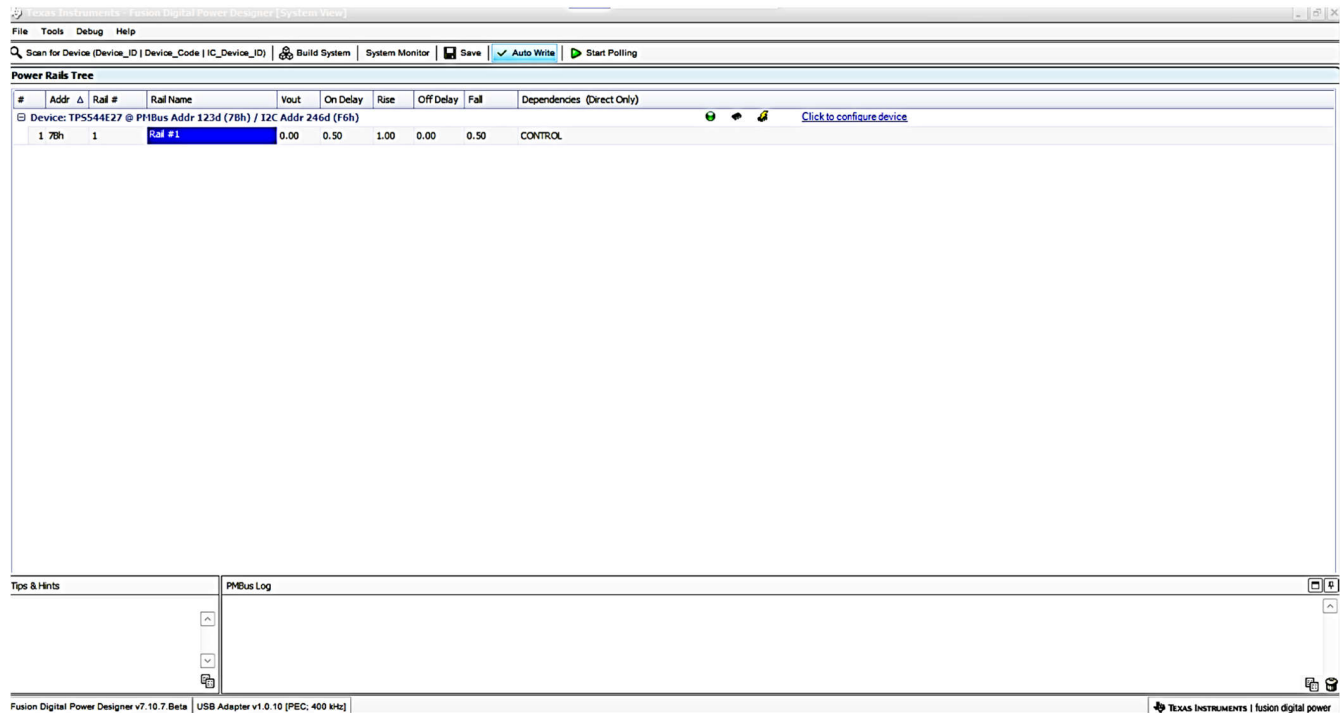 Texas Instruments - Fusion Digital Power Designer [System View]
File Tools Debug Help
Scan for Device (Device_ID | Device_Code | IC_Device_ID) Build System System Monitor Save Auto Write Start Polling
Power Rails Tree
# Addr Rail # Rail Name Vout On Delay Rise Off Delay Fall Dependencies (Direct Only)
Device: TPS544E27 @ PMBus Addr 123d (7Bh) / I2C Addr 246d (F6h) Click to configure device
1 7Bh 1 Rail #1 0.00 0.50 1.00 0.00 0.50 CONTROL
Tips & Hints PMBus Log
Fusion Digital Power Designer v7.10.7.Beta USB Adapter v1.0.10 [PEC; 400 kHz] TEXAS INSTRUMENTS | fusion digital power